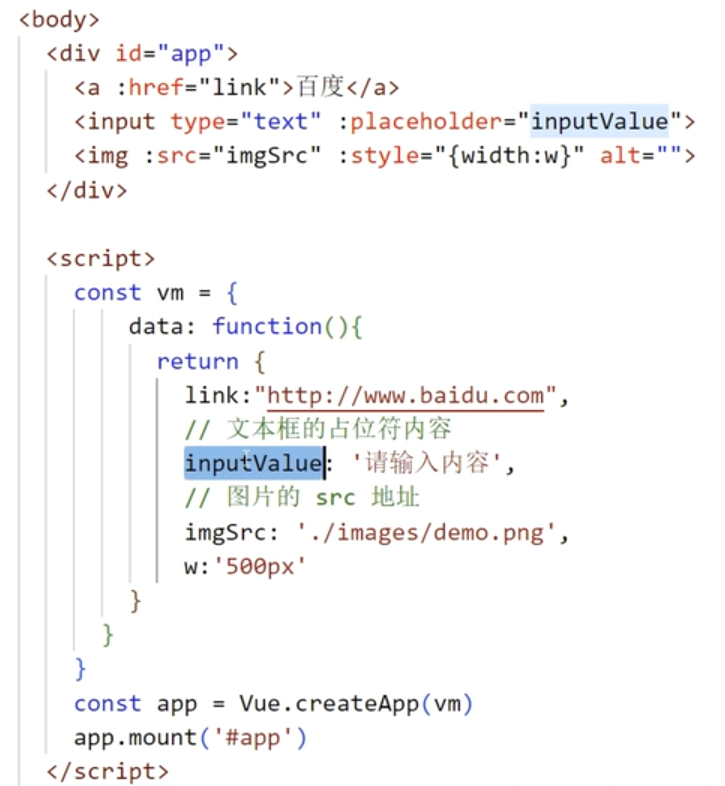 <body>
<div id="app">
<a :href="link">百度</a>
<input type="text" :placeholder="inputValue">
<img :src="imgSrc" :style="{width:w}" alt="">
</div>
<script>
const vm = {
data: function(){
return {
link:"http://www.baidu.com",
// 文本框的占位符内容
inputValue: '请输入内容',
// 图片的 src 地址
imgSrc: './images/demo.png',
w:'500px'
}
}
}
const app = Vue.createApp(vm)
app.mount('#app')
</script>